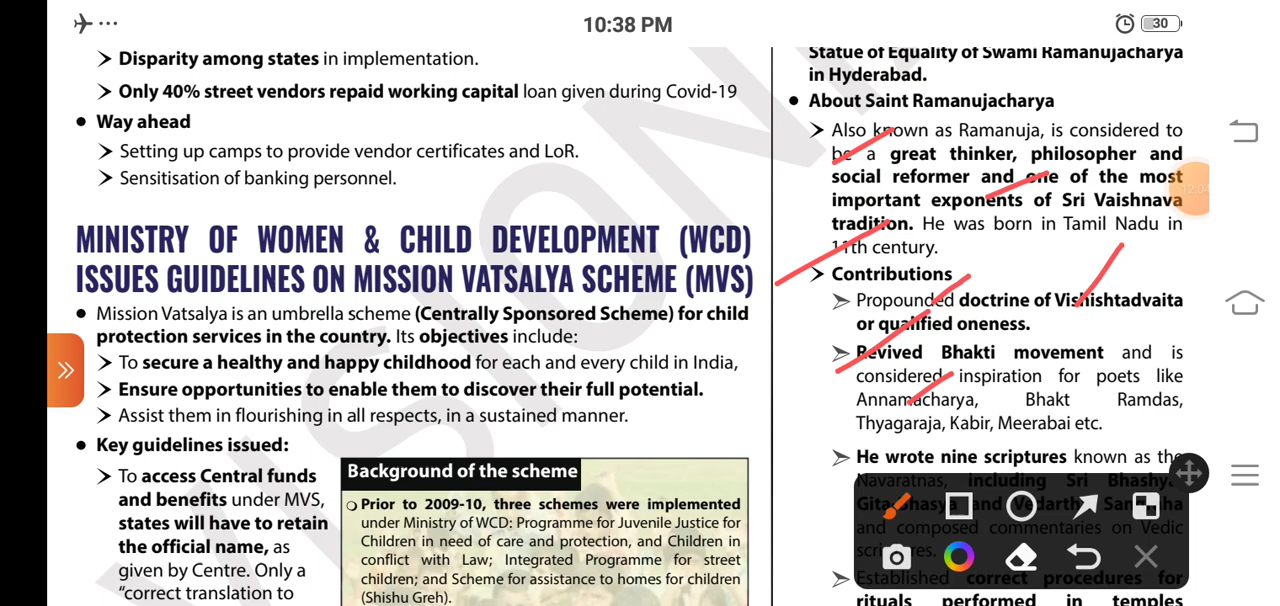 10:38 PM
30
➤ Disparity among states in implementation.
➤ Only 40% street vendors repaid working capital loan given during Covid-19
● Way ahead
➤ Setting up camps to provide vendor certificates and LoR.
➤ Sensitisation of banking personnel.
MINISTRY OF WOMEN & CHILD DEVELOPMENT (WCD)
ISSUES GUIDELINES ON MISSION VATSALYA SCHEME (MVS)
● Mission Vatsalya is an umbrella scheme (Centrally Sponsored Scheme) for child
protection services in the country. Its objectives include:
➤ To secure a healthy and happy childhood for each and every child in India,
➤ Ensure opportunities to enable them to discover their full potential.
➤ Assist them in flourishing in all respects, in a sustained manner.
● Key guidelines issued:
➤ To access Central funds
and benefits under MVS,
states will have to retain
the official name, as
given by Centre. Only a
“correct translation to
Background of the scheme
Prior to 2009-10, three schemes were implemented
under Ministry of WCD: Programme for Juvenile Justice for
Children in need of care and protection, and Children in
conflict with Law; Integrated Programme for street
children; and Scheme for assistance to homes for children
(Shishu Greh).
Statue of Equality of Swami Ramanujacharya
in Hyderabad.
● About Saint Ramanujacharya
➤ Also known as Ramanuja, is considered to
be a great thinker, philosopher and
social reformer and one of the most
important exponents of Sri Vaishnava
tradition. He was born in Tamil Nadu in
11th century.
➤ Contributions
➤ Propounded doctrine of Vishishtadvaita
or qualified oneness.
➤ Revived Bhakti movement and is
considered inspiration for poets like
Annamacharya, Bhakt Ramdas,
Thyagaraja, Kabir, Meerabai etc.
➤ He wrote nine scriptures known as the
Navaratnas, including Sri
and
and composed commentaries on Vedic
➤ Established correct procedures for
rituals performed in temples
12:04
VISION